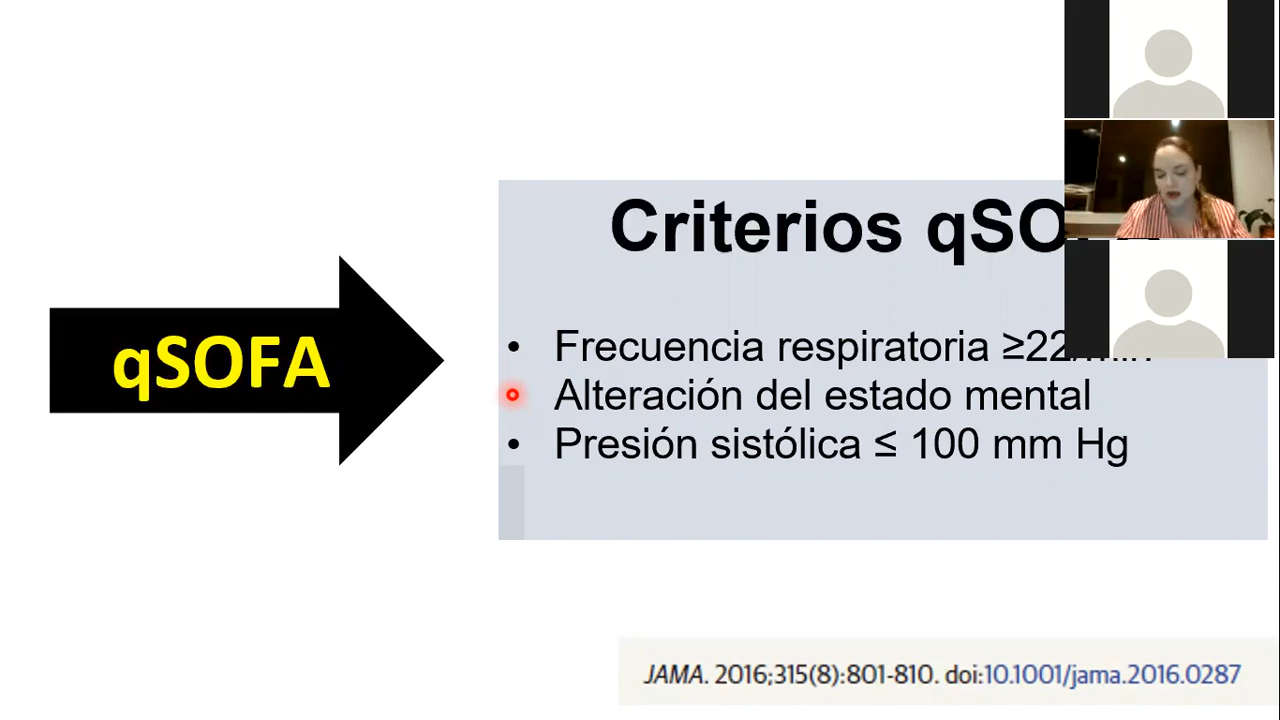 Criterios qSO
qSOFA
• Frecuencia respiratoria ≥22/min
Alteración del estado mental
• Presión sistólica ≤ 100 mm Hg
JAMA. 2016;315(8):801-810. doi:10.1001/jama.2016.0287